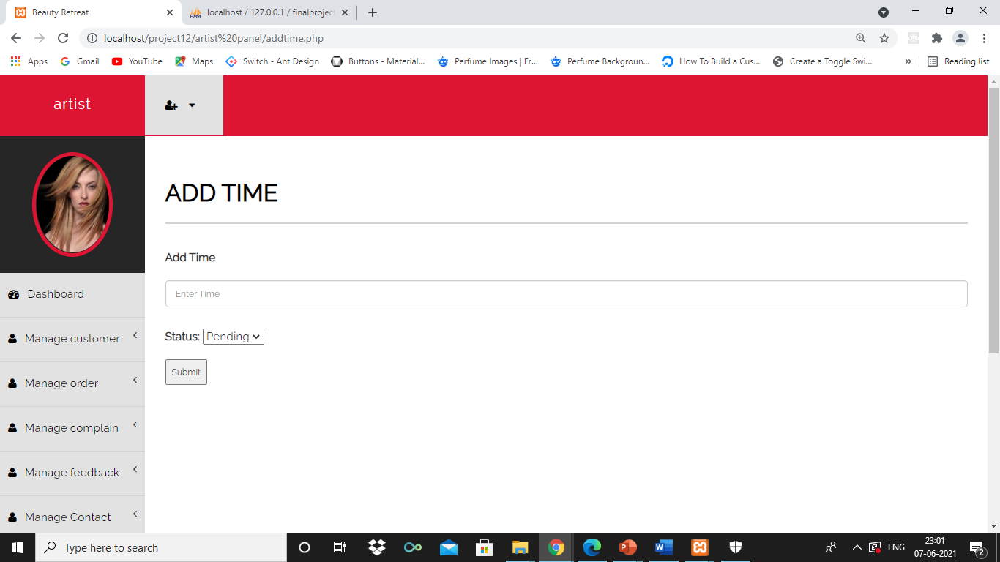 Beauty Retreat
localhost / 127.0.0.1 / finalproject
localhost/project12/artist%20panel/addtime.php
Apps Gmail YouTube Maps Switch - Ant Design Buttons - Material... Perfume Images | Fr... Perfume Backgroun... How To Build a Cus... Create a Toggle Swi... » Reading list
artist
ADD TIME
Add Time
Enter Time
Status: Pending
Submit
Dashboard
Manage customer
Manage order
Manage complain
Manage feedback
Manage Contact
Type here to search
ENG
23:01
07-06-2021
2